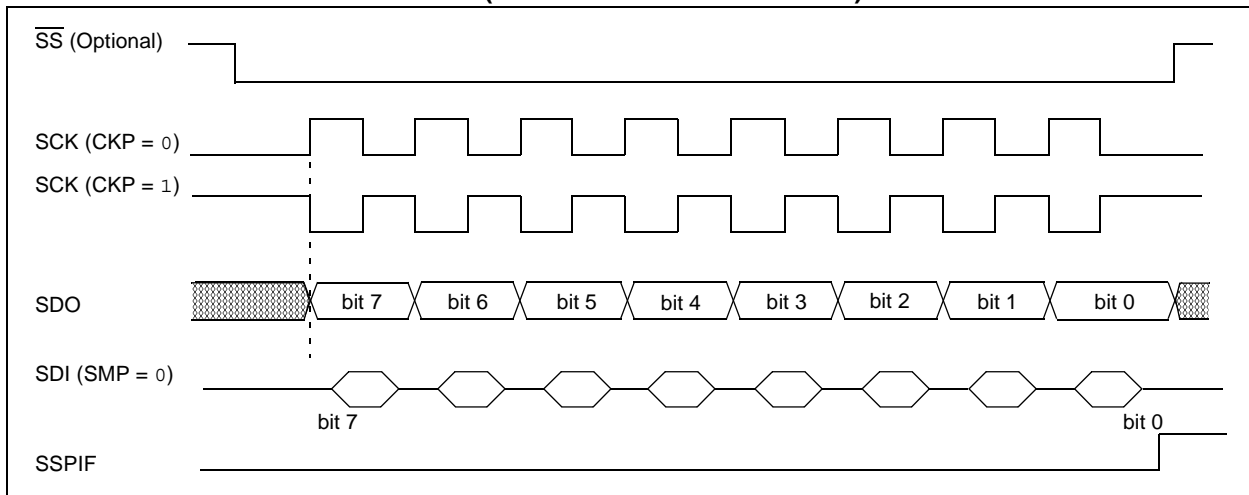 SS (Optional)
SCK (CKP = 0)
SCK (CKP = 1)
SDO
bit 7 bit 6 bit 5 bit 4 bit 3 bit 2 bit 1 bit 0
SDI (SMP = 0)
bit 7 bit 0
SSPIF